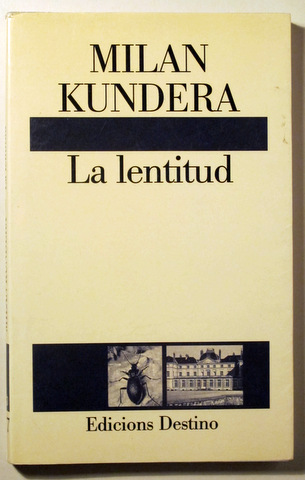 MILAN
KUNDERA
La lentitud
Edicions Destino